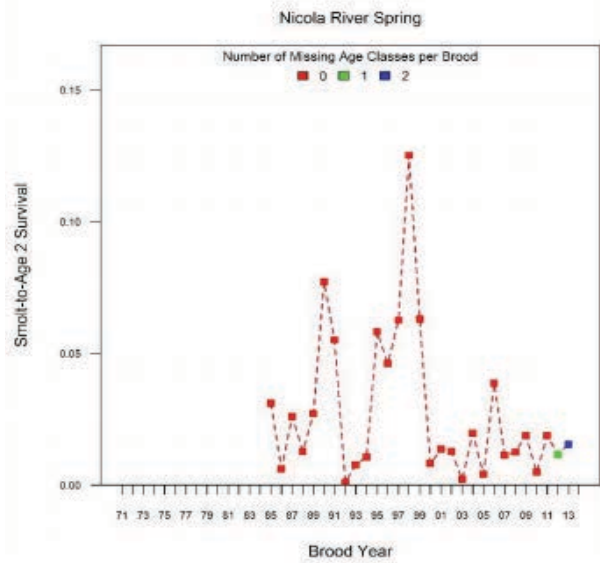 Nicola River Spring
Number of Missing Age Classes per Brood
0 1 2
0.15
0.10
0.05
0.00
Smolt-to-Age 2 Survival
71 73 75 77 79 81 83 85 87 89 91 93 95 97 99 01 03 05 07 09 11 13
Brood Year